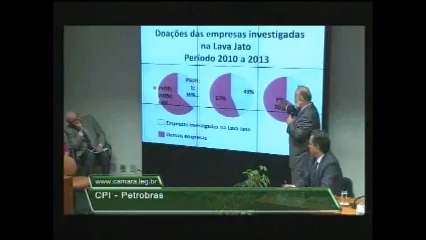 Doações das empresas investigadas
na Lava Jato
Período 2010 a 2013
43%
57%
Empresas investigadas na Lava Jato
Demais empresas
www.camara.leg.br
CPI - Petrobras